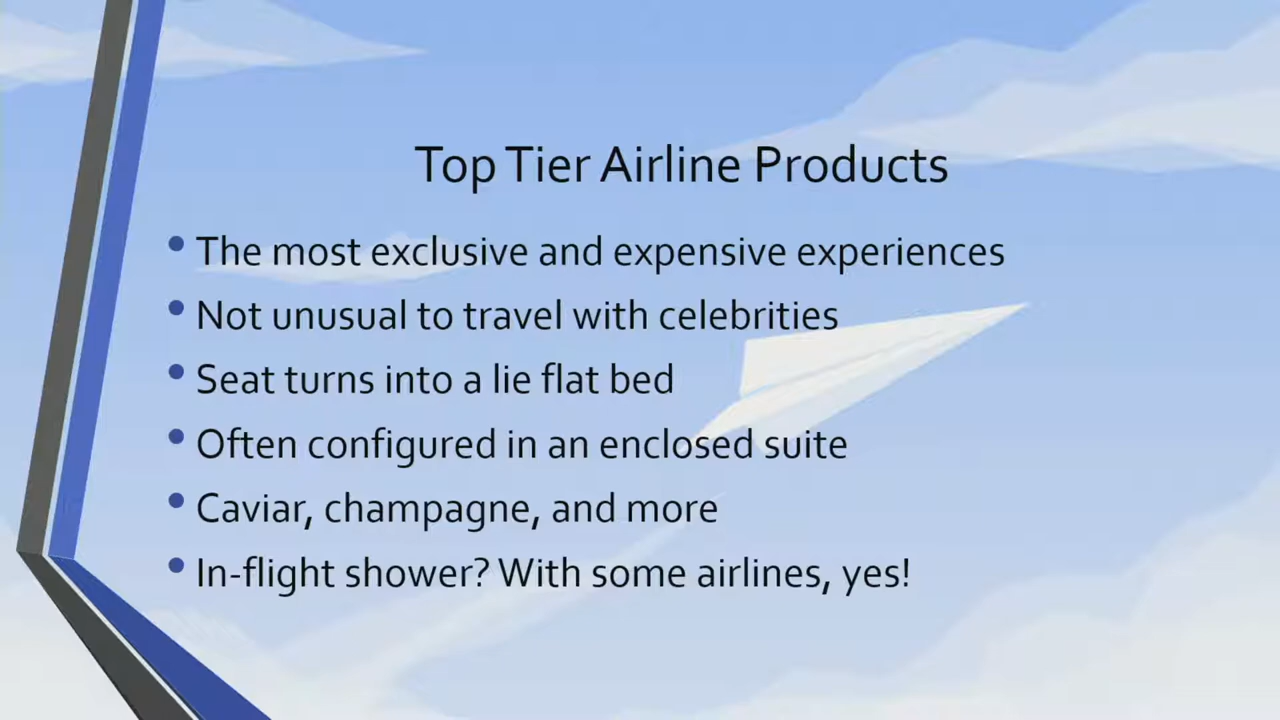 Top Tier Airline Products
• The most exclusive and expensive experiences
• Not unusual to travel with celebrities
• Seat turns into a lie flat bed
• Often configured in an enclosed suite
• Caviar, champagne, and more
• In-flight shower? With some airlines, yes!